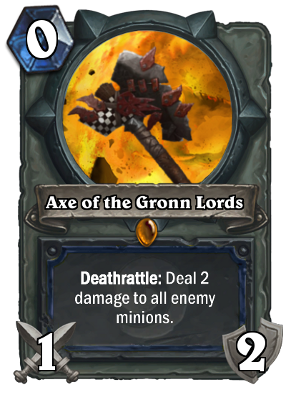 0
Axe of the Gronn Lords
Deathrattle: Deal 2
damage to all enemy
minions.
1
2